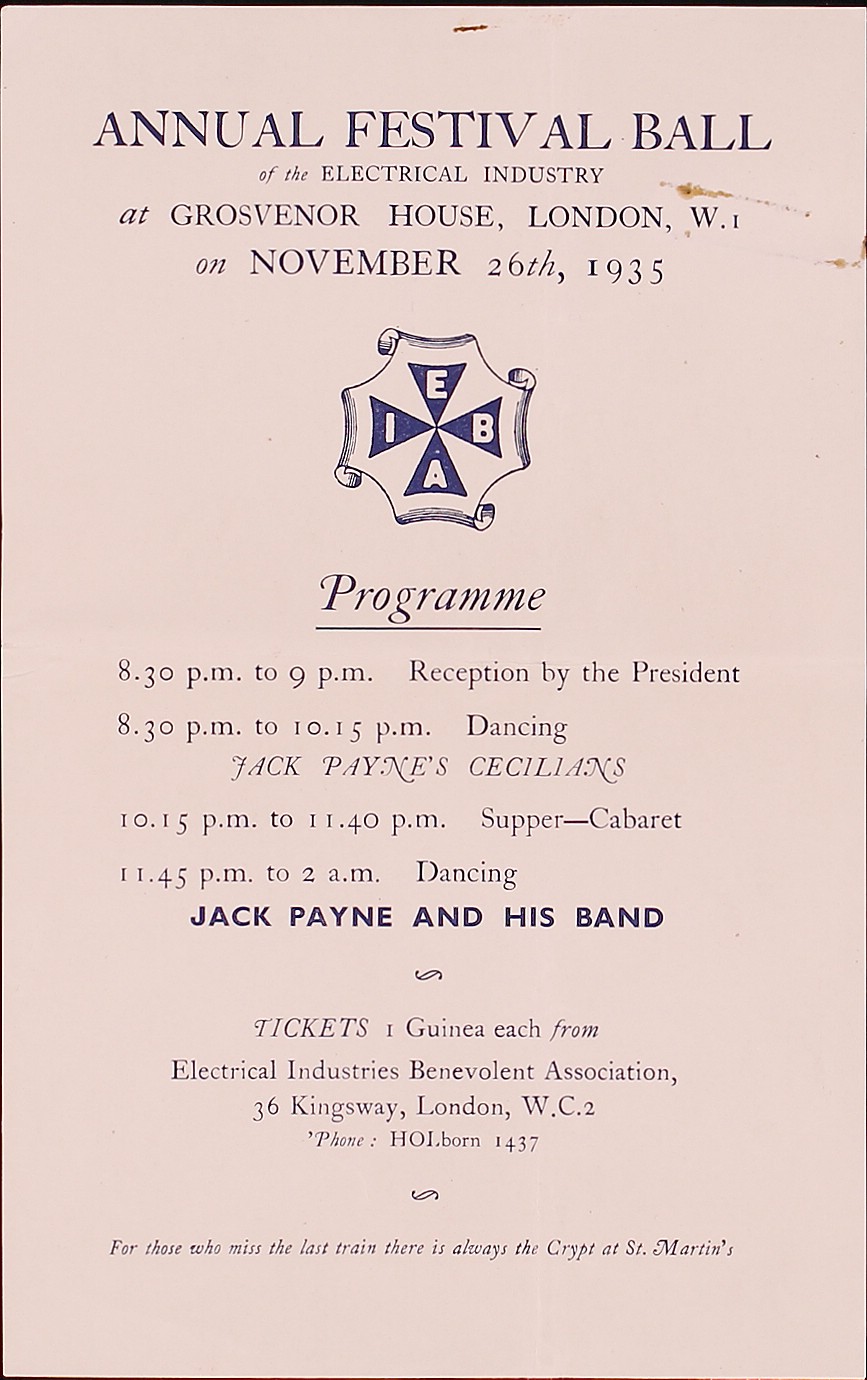 ANNUAL FESTIVAL BALL
of the ELECTRICAL INDUSTRY
at GROSVENOR HOUSE, LONDON, W.1
on NOVEMBER 26th, 1935
E
I B
A
Programme
8.30 p.m. to 9 p.m. Reception by the President
8.30 p.m. to 10.15 p.m. Dancing
JACK PAYNE'S CECILIANS
10.15 p.m. to 11.40 p.m. Supper—Cabaret
11.45 p.m. to 2 a.m. Dancing
JACK PAYNE AND HIS BAND
TICKETS 1 Guinea each from
Electrical Industries Benevolent Association,
36 Kingsway, London, W.C.2
'Phone : HOLborn 1437
For those who miss the last train there is always the Crypt at St. Martin's